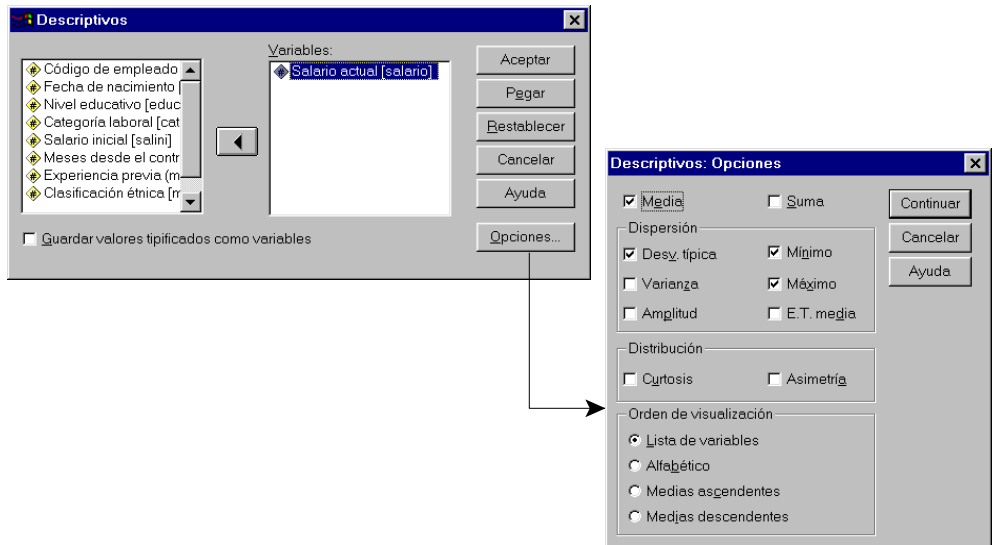 Descriptivos
Variables:
Código de empleado
Fecha de nacimiento [
Nivel educativo [educ
Categoría laboral [cat
Salario inicial [salini]
Meses desde el contr
Experiencia previa (m
Clasificación étnica [m
Salario actual [salario]
Aceptar
Pegar
Restablecer
Cancelar
Ayuda
Guardar valores tipificados como variables
Opciones...
Descriptivos: Opciones
Media
Suma
Continuar
Cancelar
Ayuda
Dispersión
Desv. típica
Mínimo
Varianza
Máximo
Amplitud
E.T. media
Distribución
Curtosis
Asimetría
Orden de visualización
Lista de variables
Alfabético
Medias ascendentes
Medias descendentes